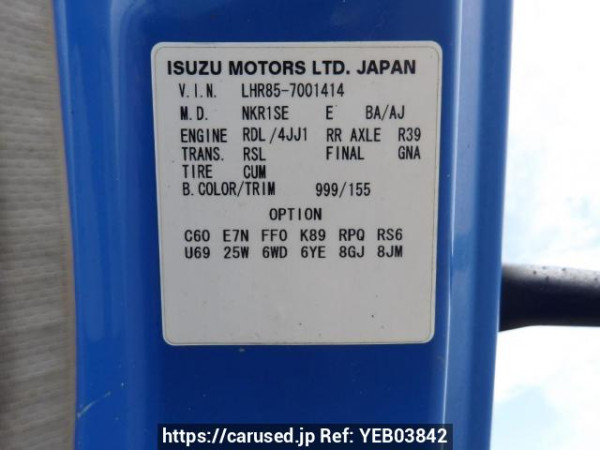 ISUZU MOTORS LTD. JAPAN
V.I.N. LHR85-7001414
M.D. NKR1SE E BA/AJ
ENGINE RDL/4JJ1 RR AXLE R39
TRANS. RSL FINAL GNA
TIRE CUM
B.COLOR/TRIM 999/155
OPTION
C60 E7N FF0 K89 RPQ RS6
U69 25W 6WD 6YE 8GJ 8JM
https://carused.jp Ref: YEB03842